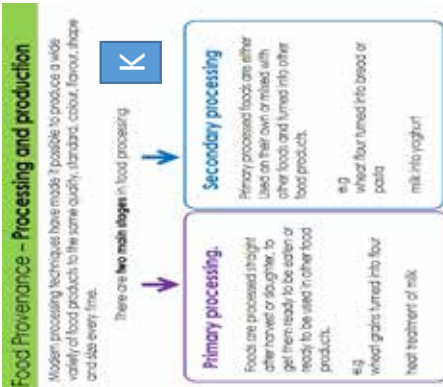 Food Provenance – Processing and production
Modern processing techniques have made it possible to produce a wide
variety of food products to the same quality, standard, colour, flavour, shape
and size every time.
K
There are two main stages in food processing
Primary processing.
Foods are processed straight
after harvest or slaughter, to
get them ready to be eaten or
ready to be used in other food
products.
e.g.
wheat grains turned into flour
heat treatment of milk
Secondary processing
Primary processed foods are either
Used on their own or mixed with
other foods and turned into other
food products.
e.g
wheat flour turned into bread or
pasta
milk into yoghurt